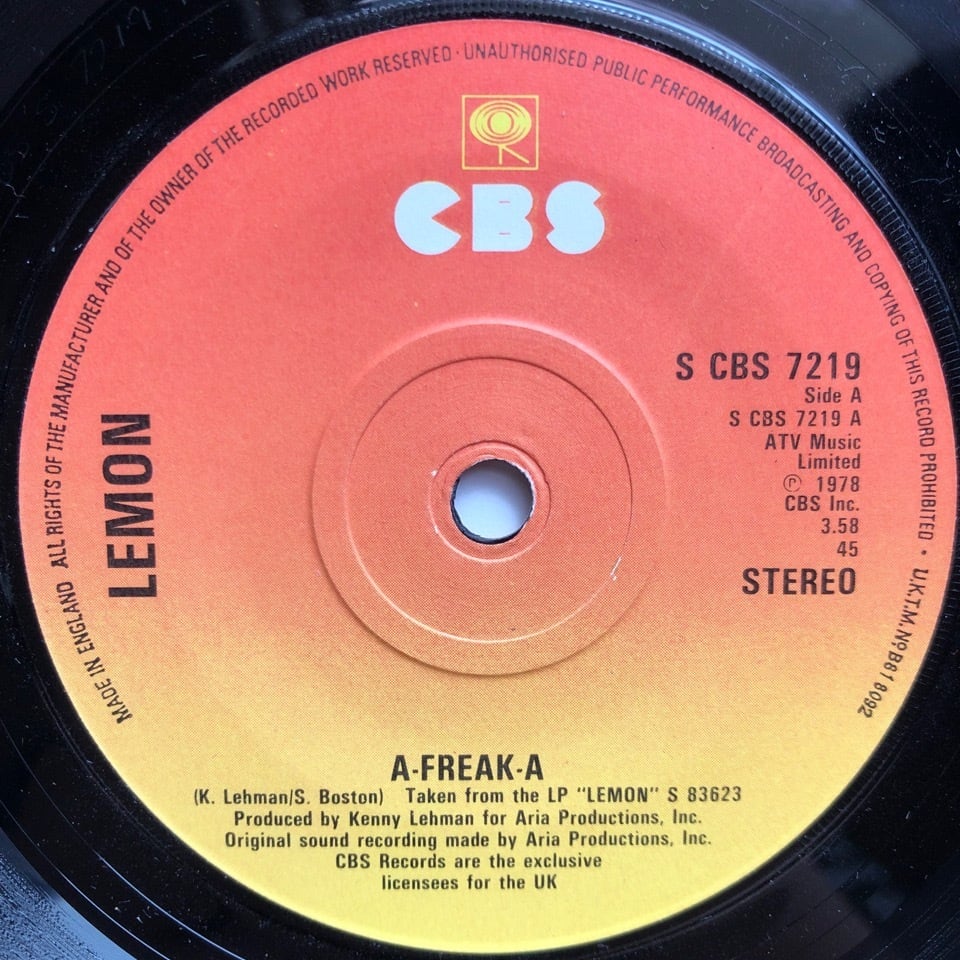 MADE IN ENGLAND ALL RIGHTS OF THE MANUFACTURER AND OF THE OWNER OF THE RECORDED WORK RESERVED · UNAUTHORISED PUBLIC PERFORMANCE BROADCASTING AND COPYING OF THIS RECORD PROHIBITED · U.K.T.M. Nº B618092
CBS
LEMON
S CBS 7219
Side A
S CBS 7219 A
ATV Music
Limited
℗ 1978
CBS Inc.
3.58
45
STEREO
A-FREAK-A
(K. Lehman/S. Boston) Taken from the LP "LEMON" S 83623
Produced by Kenny Lehman for Aria Productions, Inc.
Original sound recording made by Aria Productions, Inc.
CBS Records are the exclusive
licensees for the UK